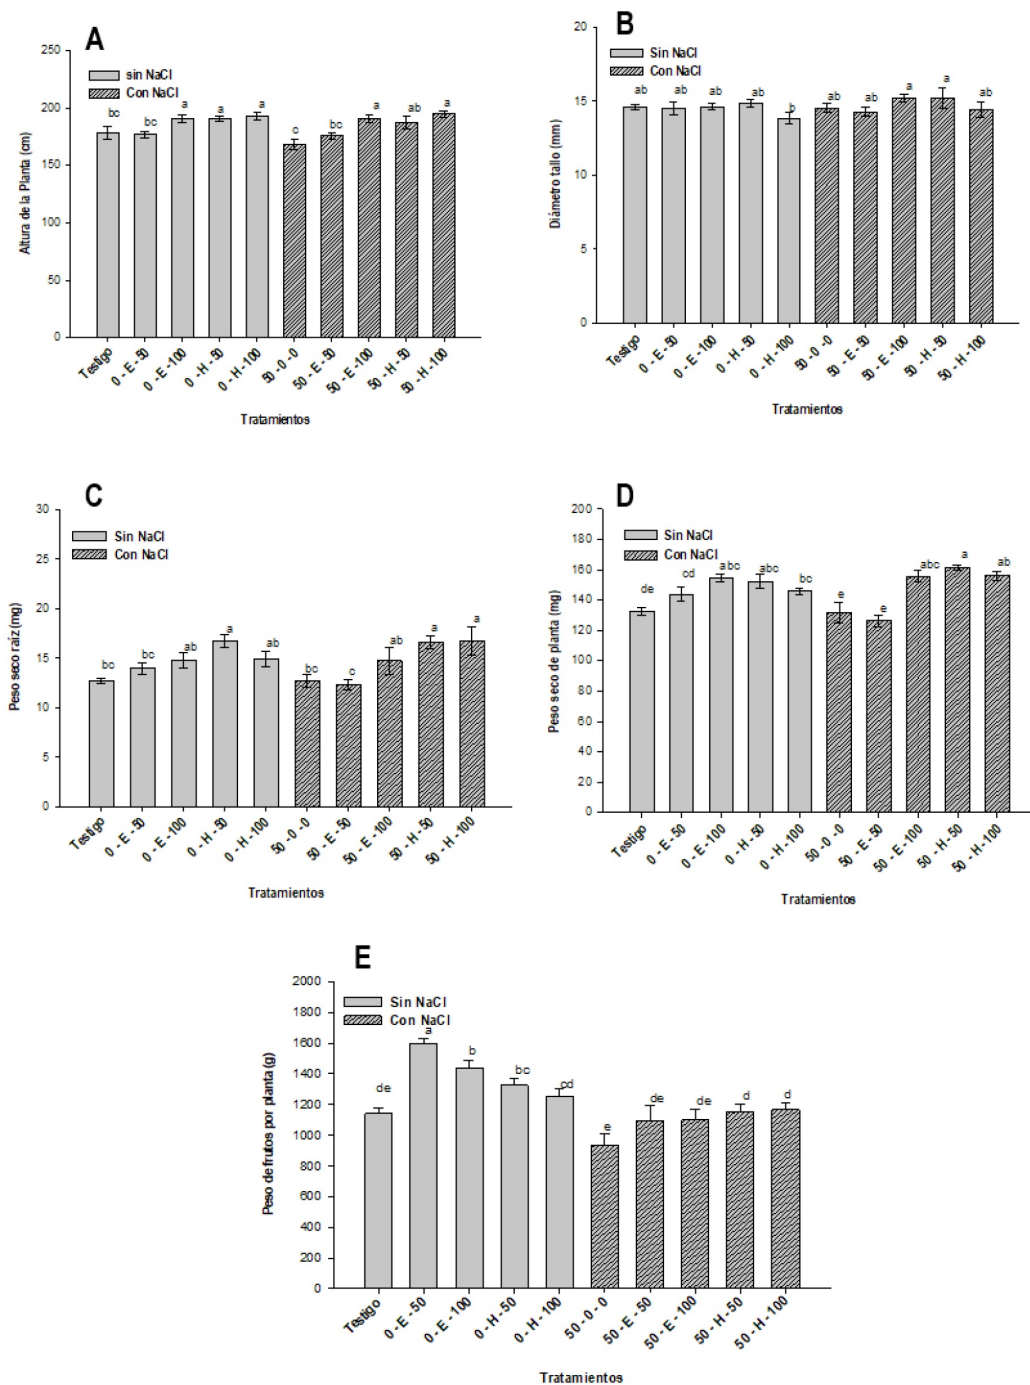 A
250
200
150
100
50
0
Altura de la Planta (cm)
sin NaCl
Con NaCl
bc
bc
a
a
a
c
bc
a
ab
a
Testigo
0 - E - 50
0 - E - 100
0 - H - 50
0 - H - 100
50 - 0 - 0
50 - E - 50
50 - E - 100
50 - H - 50
50 - H - 100
Tratamientos
B
20
15
10
5
0
Diámetro tallo (mm)
Sin NaCl
Con NaCl
ab
ab
ab
ab
b
ab
ab
a
a
ab
Testigo
0 - E - 50
0 - E - 100
0 - H - 50
0 - H - 100
50 - 0 - 0
50 - E - 50
50 - E - 100
50 - H - 50
50 - H - 100
Tratamientos
C
30
25
20
15
10
5
0
Peso seco raíz (mg)
Sin NaCl
Con NaCl
bc
bc
ab
a
ab
bc
c
ab
a
a
Testigo
0 - E - 50
0 - E - 100
0 - H - 50
0 - H - 100
50 - 0 - 0
50 - E - 50
50 - E - 100
50 - H - 50
50 - H - 100
Tratamientos
D
200
180
160
140
120
100
80
60
40
20
0
Peso seco de planta (mg)
Sin NaCl
Con NaCl
de
cd
abc
abc
bc
e
e
abc
a
ab
Testigo
0 - E - 50
0 - E - 100
0 - H - 50
0 - H - 100
50 - 0 - 0
50 - E - 50
50 - E - 100
50 - H - 50
50 - H - 100
Tratamientos
E
2000
1800
1600
1400
1200
1000
800
600
400
200
0
Peso de frutos por planta (g)
Sin NaCl
Con NaCl
de
a
b
bc
cd
e
de
de
d
d
Testigo
0 - E - 50
0 - E - 100
0 - H - 50
0 - H - 100
50 - 0 - 0
50 - E - 50
50 - E - 100
50 - H - 50
50 - H - 100
Tratamientos